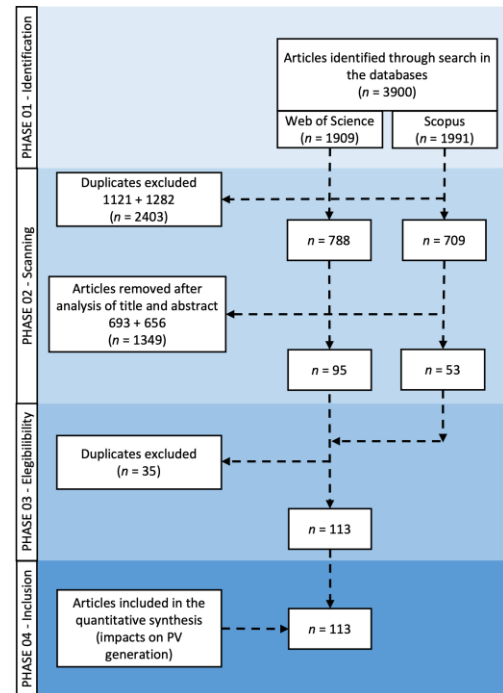 PHASE 01 - Identification
Articles identified through search in
the databases
(n = 3900)
Web of Science
(n = 1909)
Scopus
(n = 1991)
PHASE 02 - Scanning
Duplicates excluded
1121 + 1282
(n = 2403)
n = 788
n = 709
Articles removed after
analysis of title and abstract
693 + 656
(n = 1349)
n = 95
n = 53
PHASE 03 - Elegibilibility
Duplicates excluded
(n = 35)
n = 113
PHASE 04 - Inclusion
Articles included in the
quantitative synthesis
(impacts on PV
generation)
n = 113